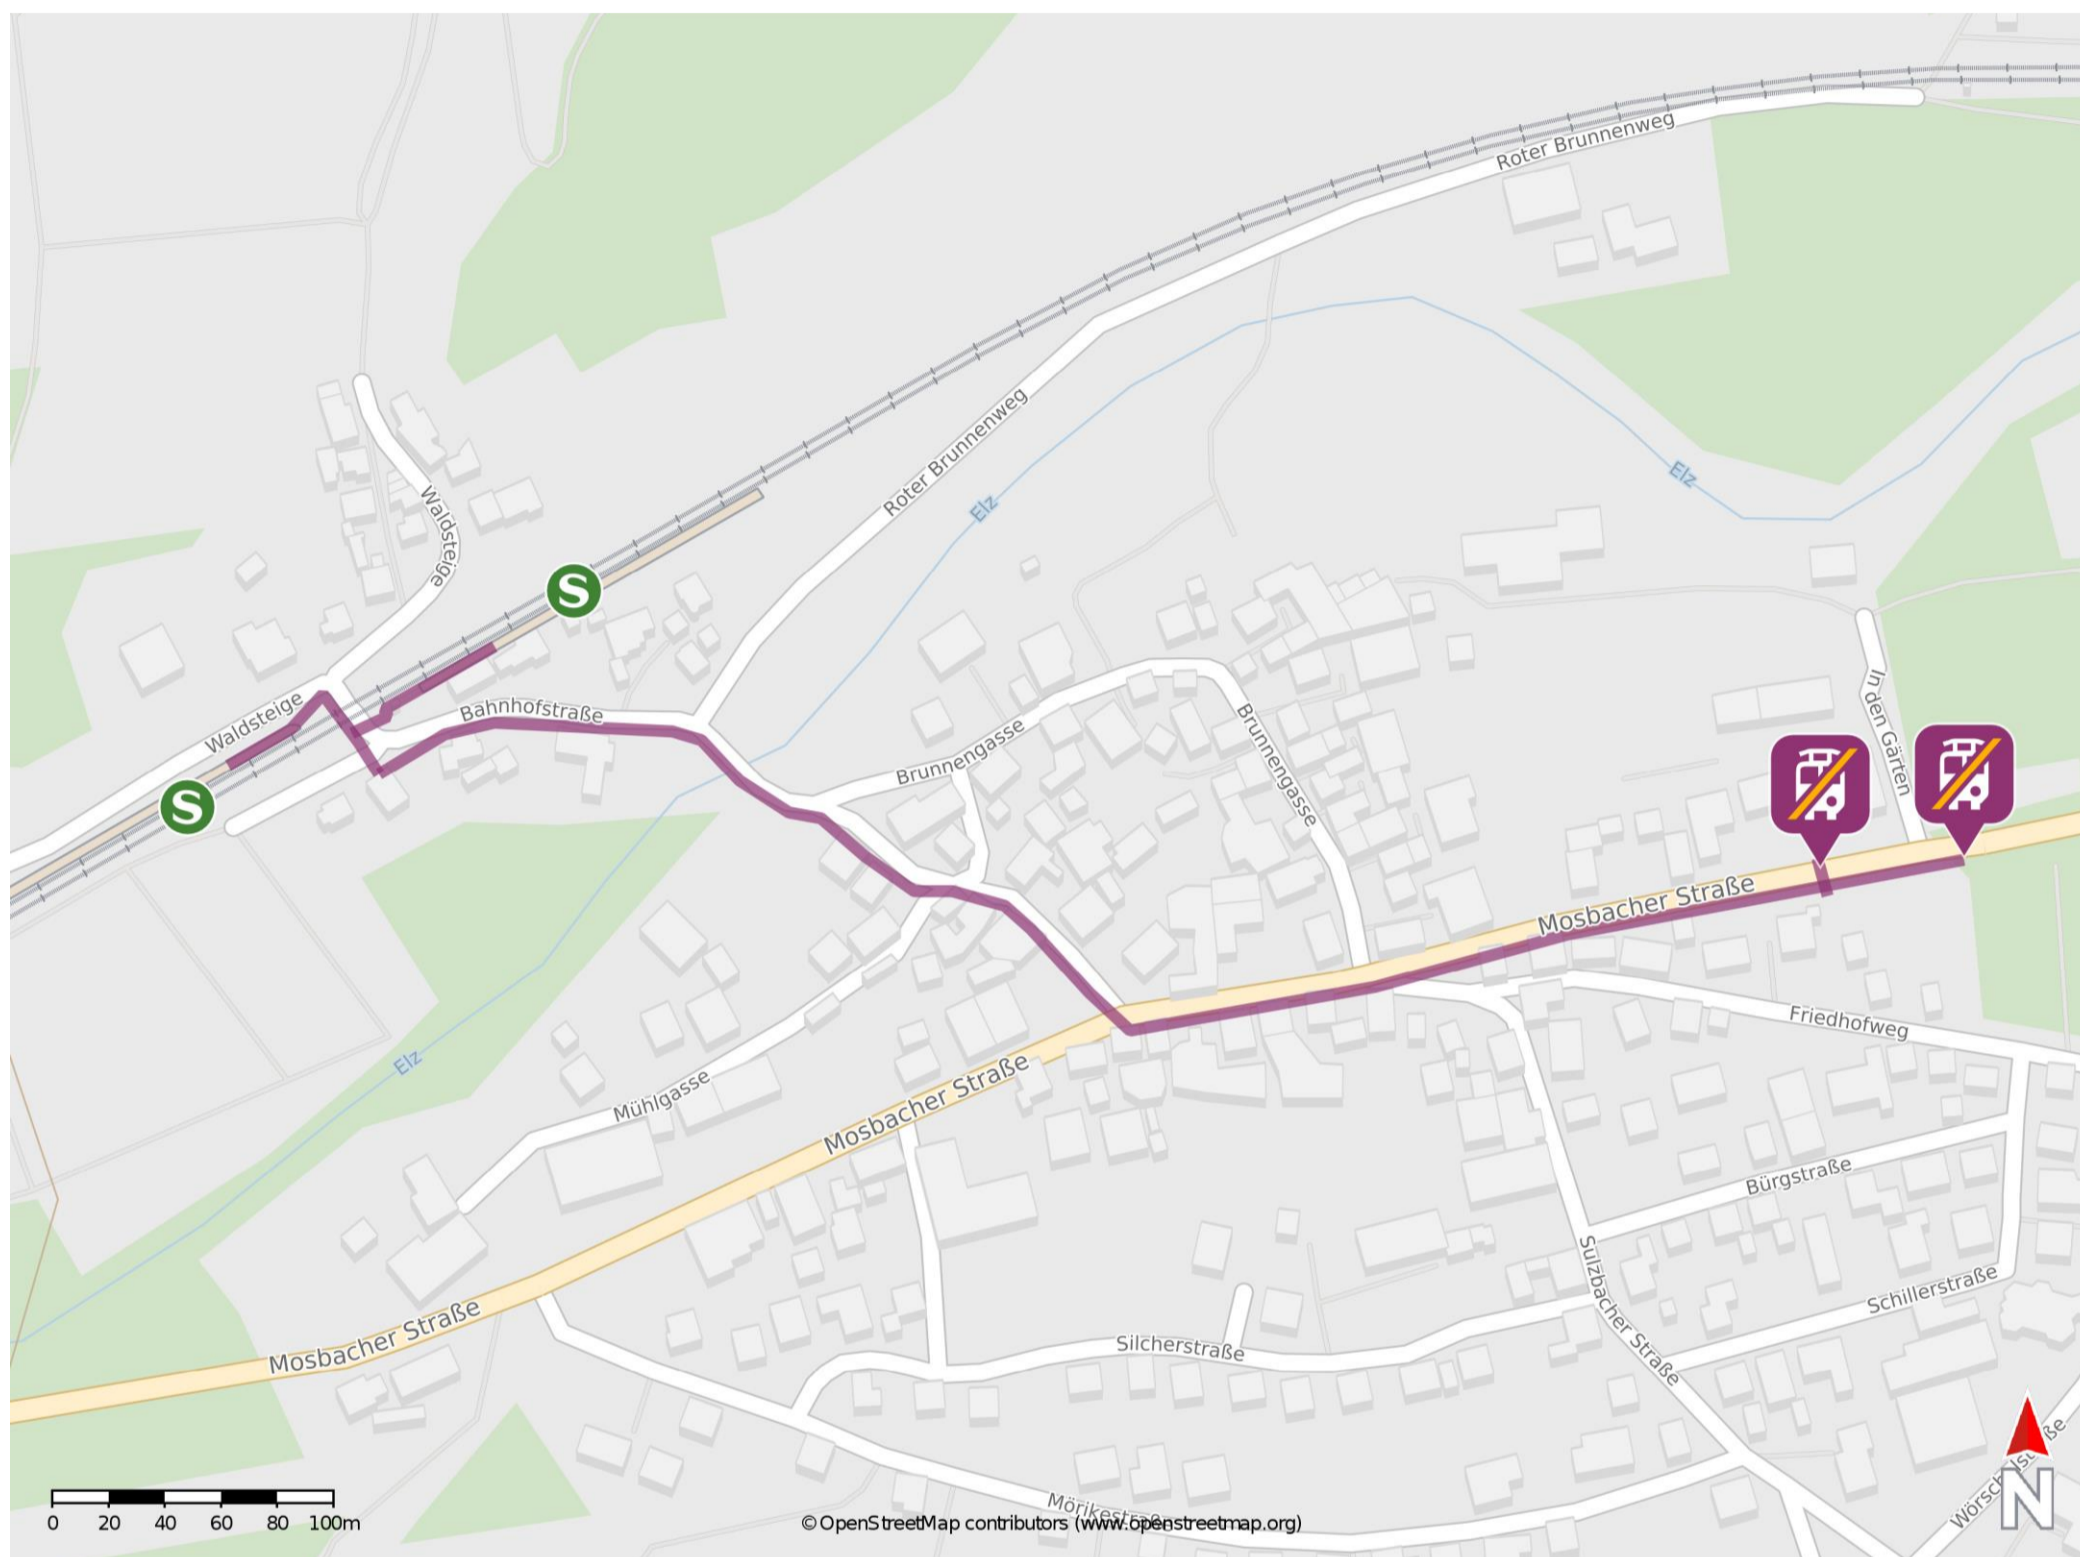 Roter Brunnenweg
Roter Brunnenweg
Elz
Elz
Waldsteige
S
Waldsteige
Bahnhofstraße
S
Brunnengasse
Brunnengasse
In den Gärten
Mosbacher Straße
Friedhofweg
Elz
Mühlgasse
Mosbacher Straße
Bürgstraße
Sulzbacher Straße
Schillerstraße
Mosbacher Straße
Silcherstraße
Mörikestraße
N
0 20 40 60 80 100m
©OpenStreetMap contributors (www.openstreetmap.org)